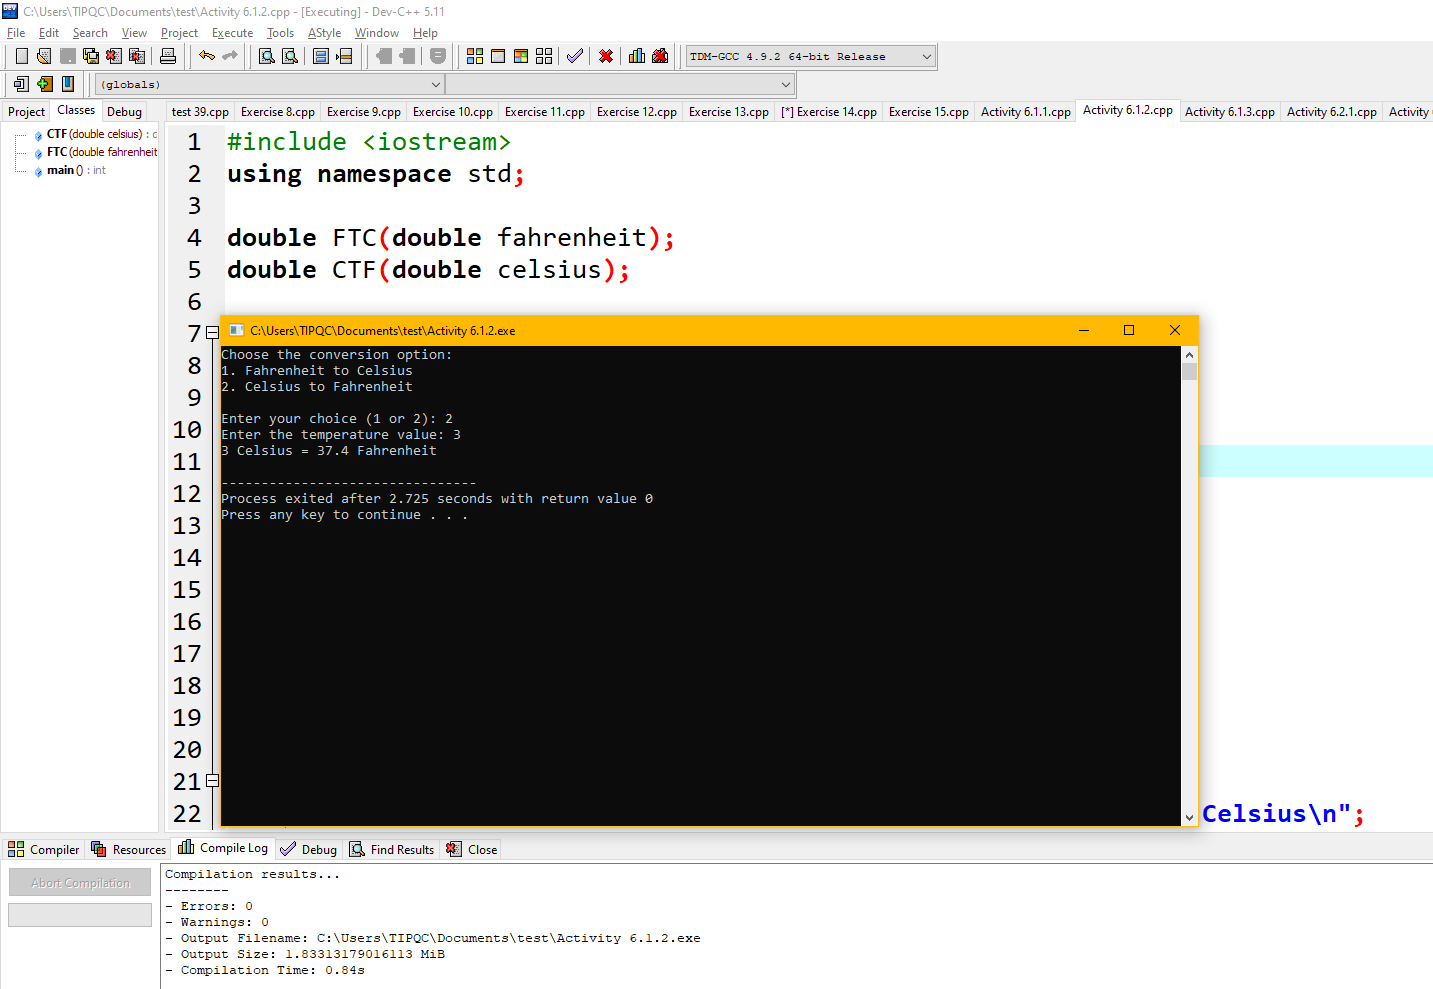 C:\Users\TIPQC\Documents\test\Activity 6.1.2.cpp - [Executing] - Dev-C++ 5.11
File Edit Search View Project Execute Tools AStyle Window Help
TDM-GCC 4.9.2 64-bit Release
(globals)
Project Classes Debug
test 39.cpp Exercise 8.cpp Exercise 9.cpp Exercise 10.cpp Exercise 11.cpp Exercise 12.cpp Exercise 13.cpp [*] Exercise 14.cpp Exercise 15.cpp Activity 6.1.1.cpp Activity 6.1.2.cpp Activity 6.1.3.cpp Activity 6.2.1.cpp Activity
CTF (double celsius) : 
FTC (double fahrenheit
main () : int
1 #include <iostream>
2 using namespace std;
3
4 double FTC(double fahrenheit);
5 double CTF(double celsius);
6
7
8
9
10
11
12
13
14
15
16
17
18
19
20
21
22 Celsius\n";
C:\Users\TIPQC\Documents\test\Activity 6.1.2.exe
Choose the conversion option:
1. Fahrenheit to Celsius
2. Celsius to Fahrenheit
Enter your choice (1 or 2): 2
Enter the temperature value: 3
3 Celsius = 37.4 Fahrenheit
--------------------------------
Process exited after 2.725 seconds with return value 0
Press any key to continue . . .
Compiler Resources Compile Log Debug Find Results Close
Abort Compilation
Compilation results...
--------
- Errors: 0
- Warnings: 0
- Output Filename: C:\Users\TIPQC\Documents\test\Activity 6.1.2.exe
- Output Size: 1.83313179016113 MiB
- Compilation Time: 0.84s